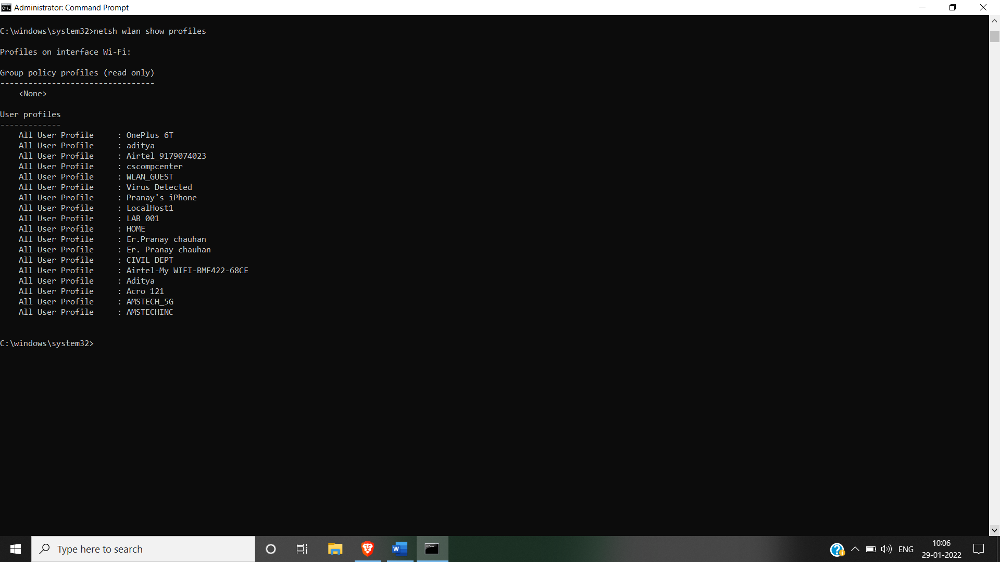 Administrator: Command Prompt
C:\windows\system32>netsh wlan show profiles
Profiles on interface Wi-Fi:
Group policy profiles (read only)
---------------------------------
    <None>
User profiles
-------------
    All User Profile     : OnePlus 6T
    All User Profile     : aditya
    All User Profile     : Airtel_9179074023
    All User Profile     : cscompcenter
    All User Profile     : WLAN_GUEST
    All User Profile     : Virus Detected
    All User Profile     : Pranay's iPhone
    All User Profile     : LocalHost1
    All User Profile     : LAB 001
    All User Profile     : HOME
    All User Profile     : Er.Pranay chauhan
    All User Profile     : Er. Pranay chauhan
    All User Profile     : CIVIL DEPT
    All User Profile     : Airtel-My WIFI-BMF422-68CE
    All User Profile     : Aditya
    All User Profile     : Acro 121
    All User Profile     : AMSTECH_5G
    All User Profile     : AMSTECHINC
C:\windows\system32>
Type here to search
ENG
10:06
29-01-2022